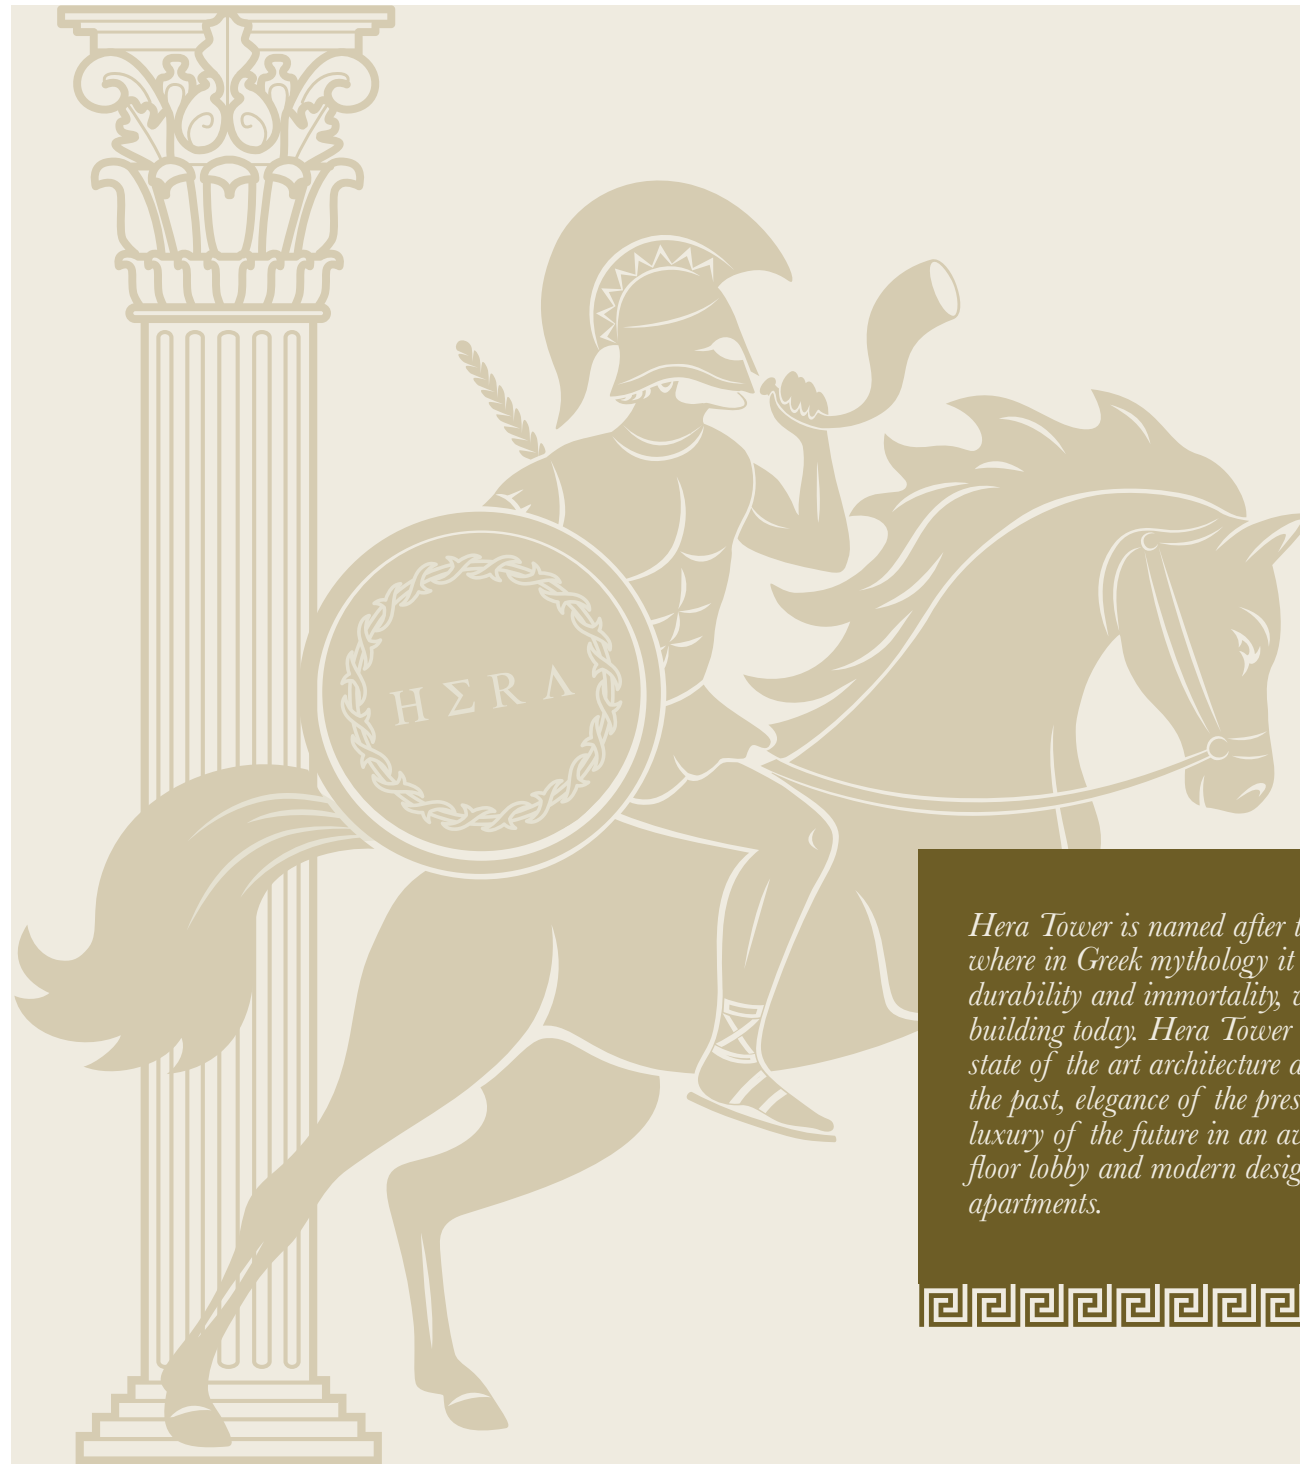 HΣRΛ
Hera Tower is named after
where in Greek mythology it
durability and immortality,
building today. Hera Tower
state of the art architecture
the past, elegance of the
luxury of the future in an
floor lobby and modern
apartments.